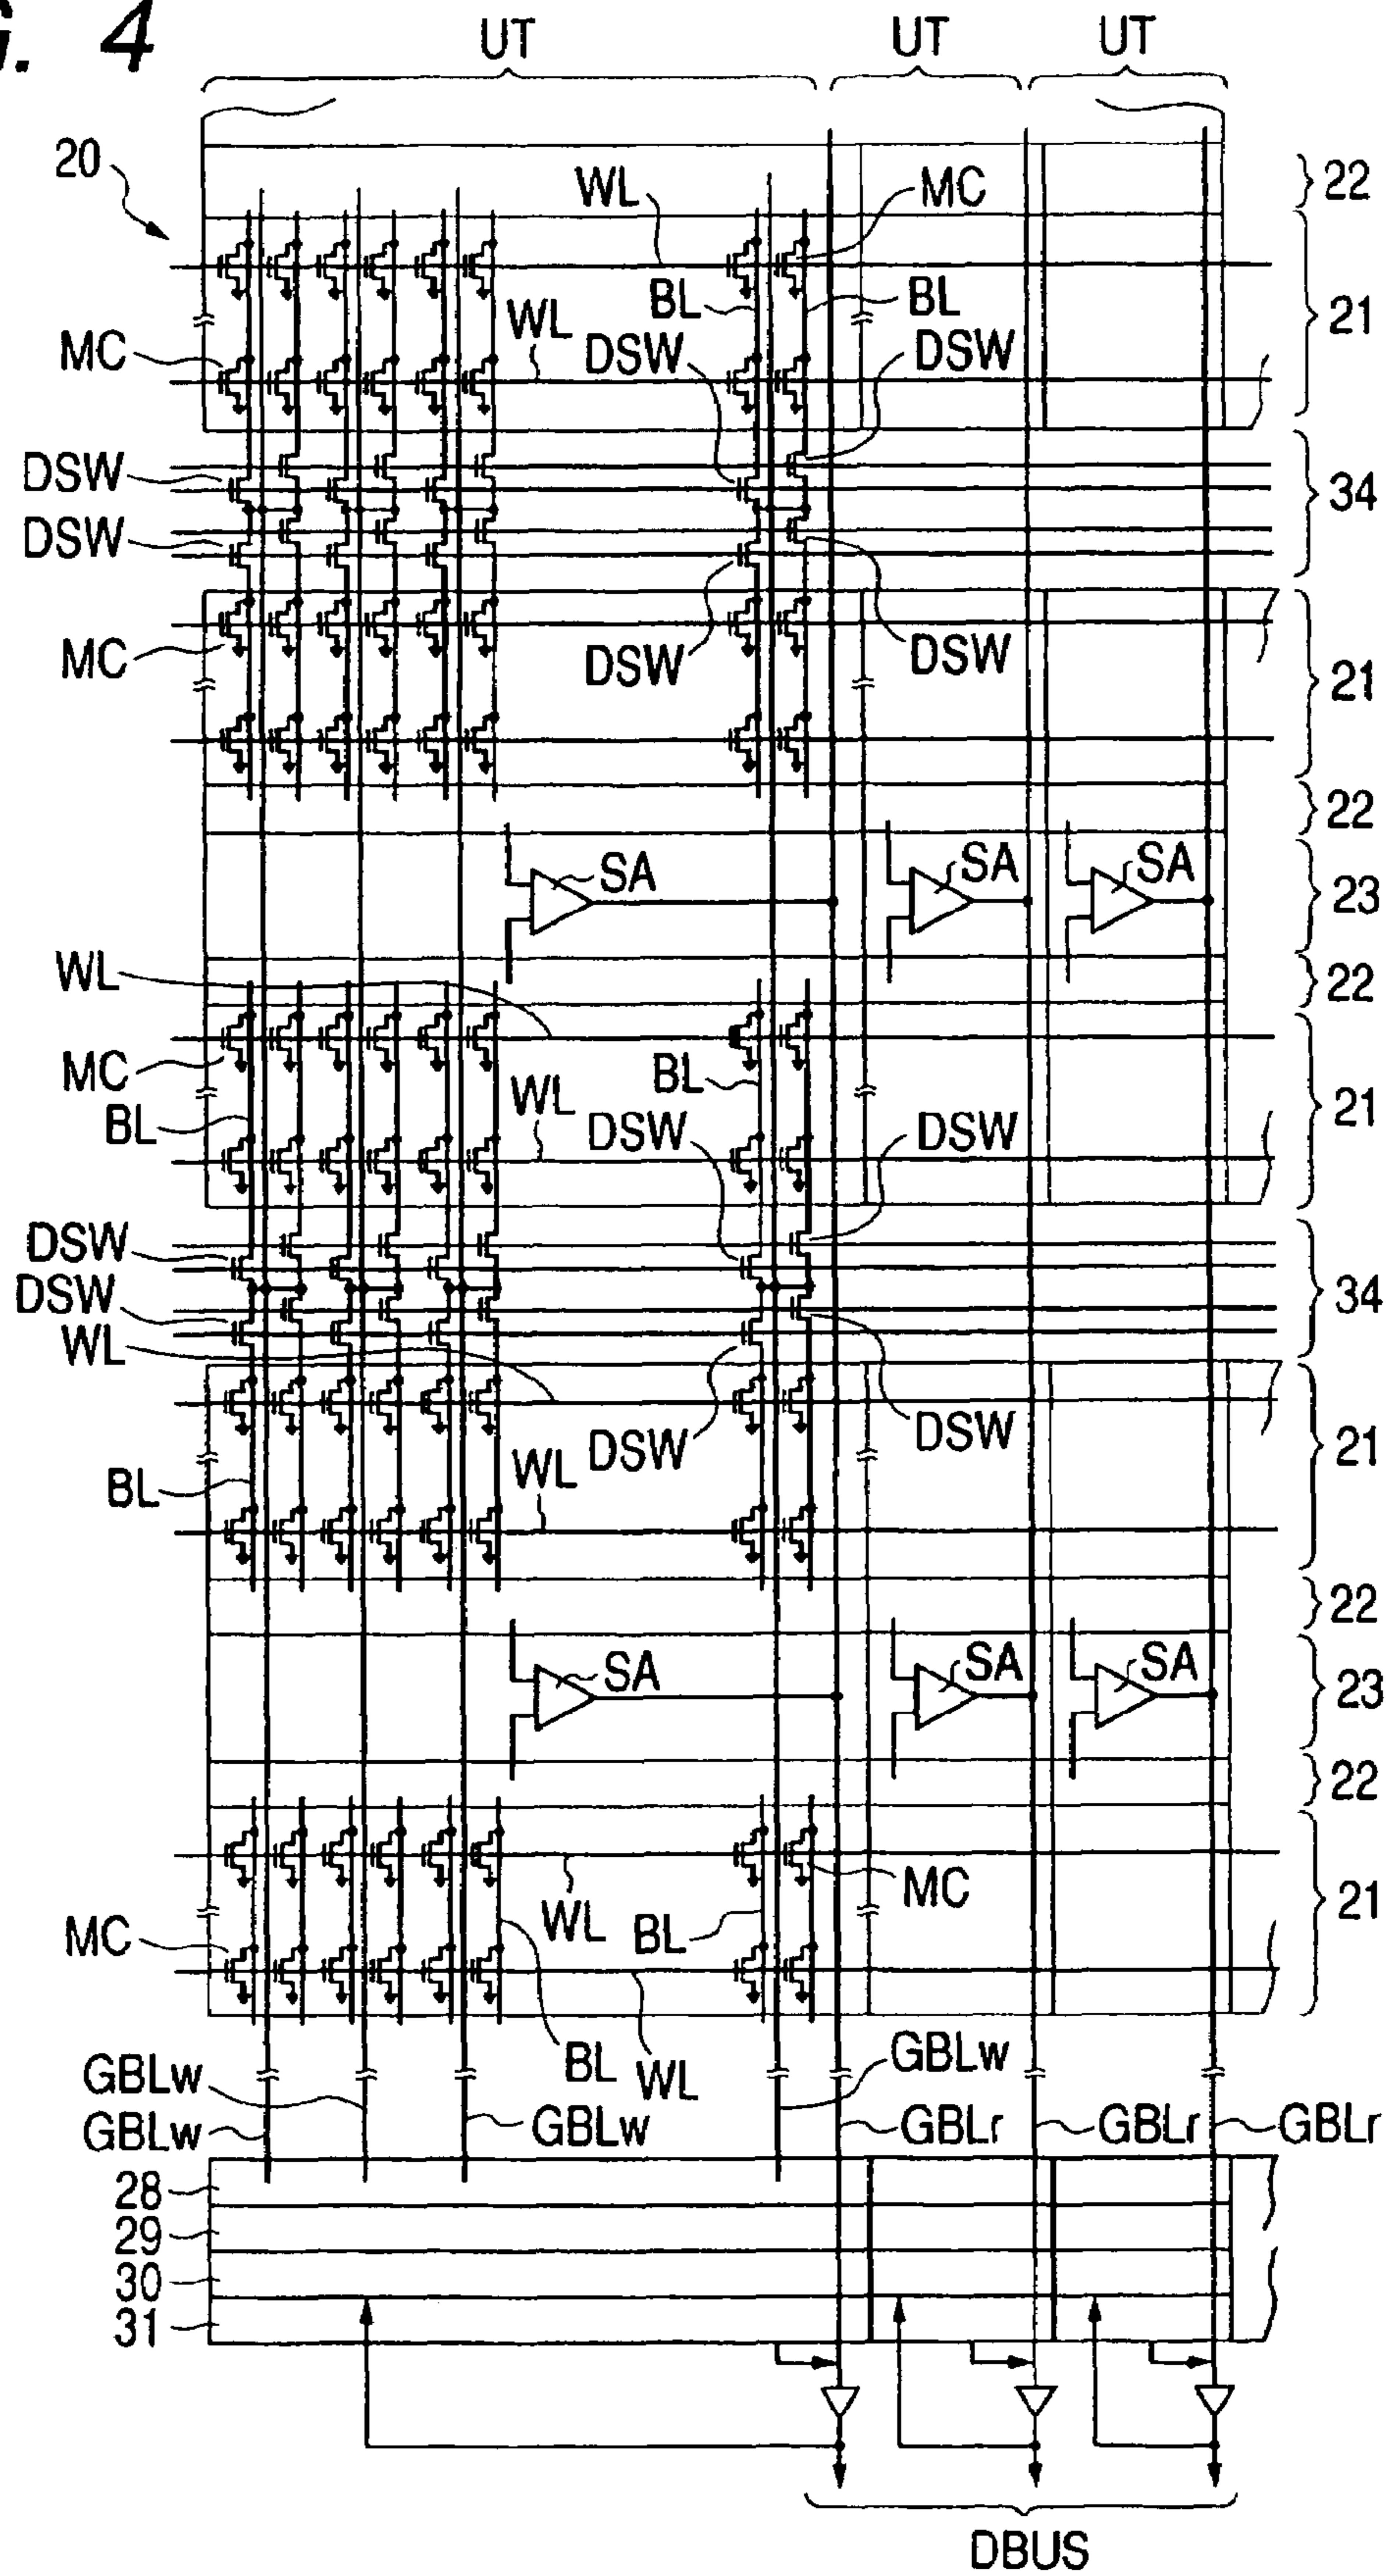 G. 4
UT UT UT
20
WL MC
22
BL BL
21
WL
MC DSW DSW
DSW
34
DSW
MC DSW DSW
21
22
SA SA SA
23
WL
22
MC BL
WL
BL DSW DSW
21
DSW
DSW
34
WL
DSW DSW
WL
21
BL
22
SA SA SA
23
22
MC
WL BL
21
MC
BL WL
GBLw
GBLw
GBLw GBLw GBLr GBLr GBLr
28
29
30
31
DBUS